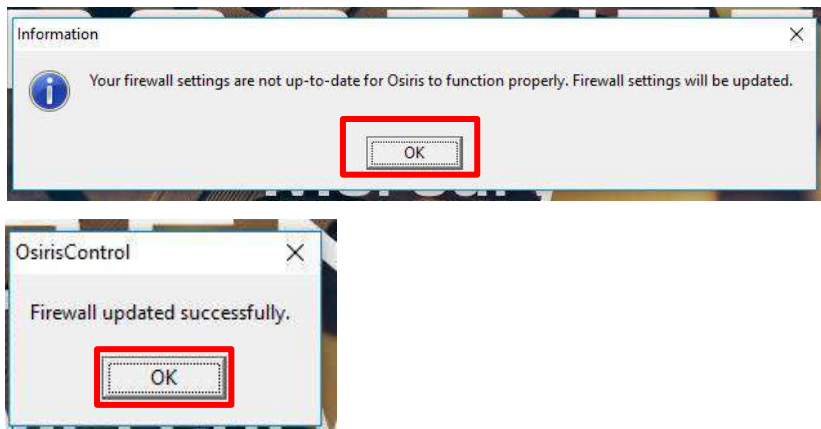 Information
Your firewall settings are not up-to-date for Osiris to function properly. Firewall settings will be updated.
OK
OsirisControl
Firewall updated successfully.
OK